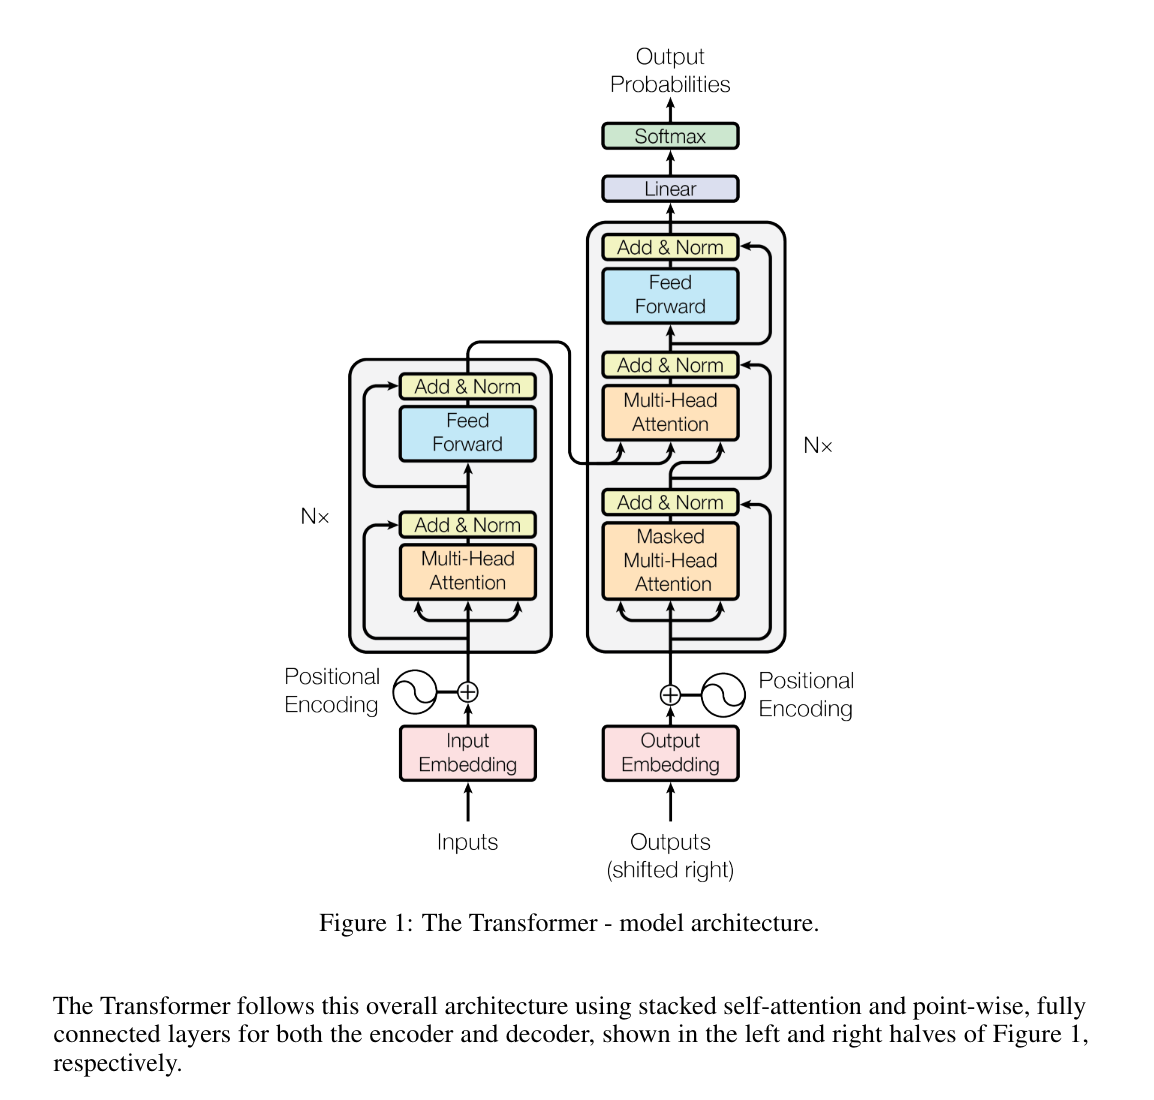 Output
Probabilities
Softmax
Linear
Add & Norm
Feed
Forward
Add & Norm
Multi-Head
Attention
Add & Norm
Masked
Multi-Head
Attention
Nx
Add & Norm
Feed
Forward
Add & Norm
Multi-Head
Attention
Nx
Positional
Encoding
Positional
Encoding
Input
Embedding
Output
Embedding
Inputs
Outputs
(shifted right)
Figure 1: The Transformer - model architecture.
The Transformer follows this overall architecture using stacked self-attention and point-wise, fully
connected layers for both the encoder and decoder, shown in the left and right halves of Figure 1,
respectively.